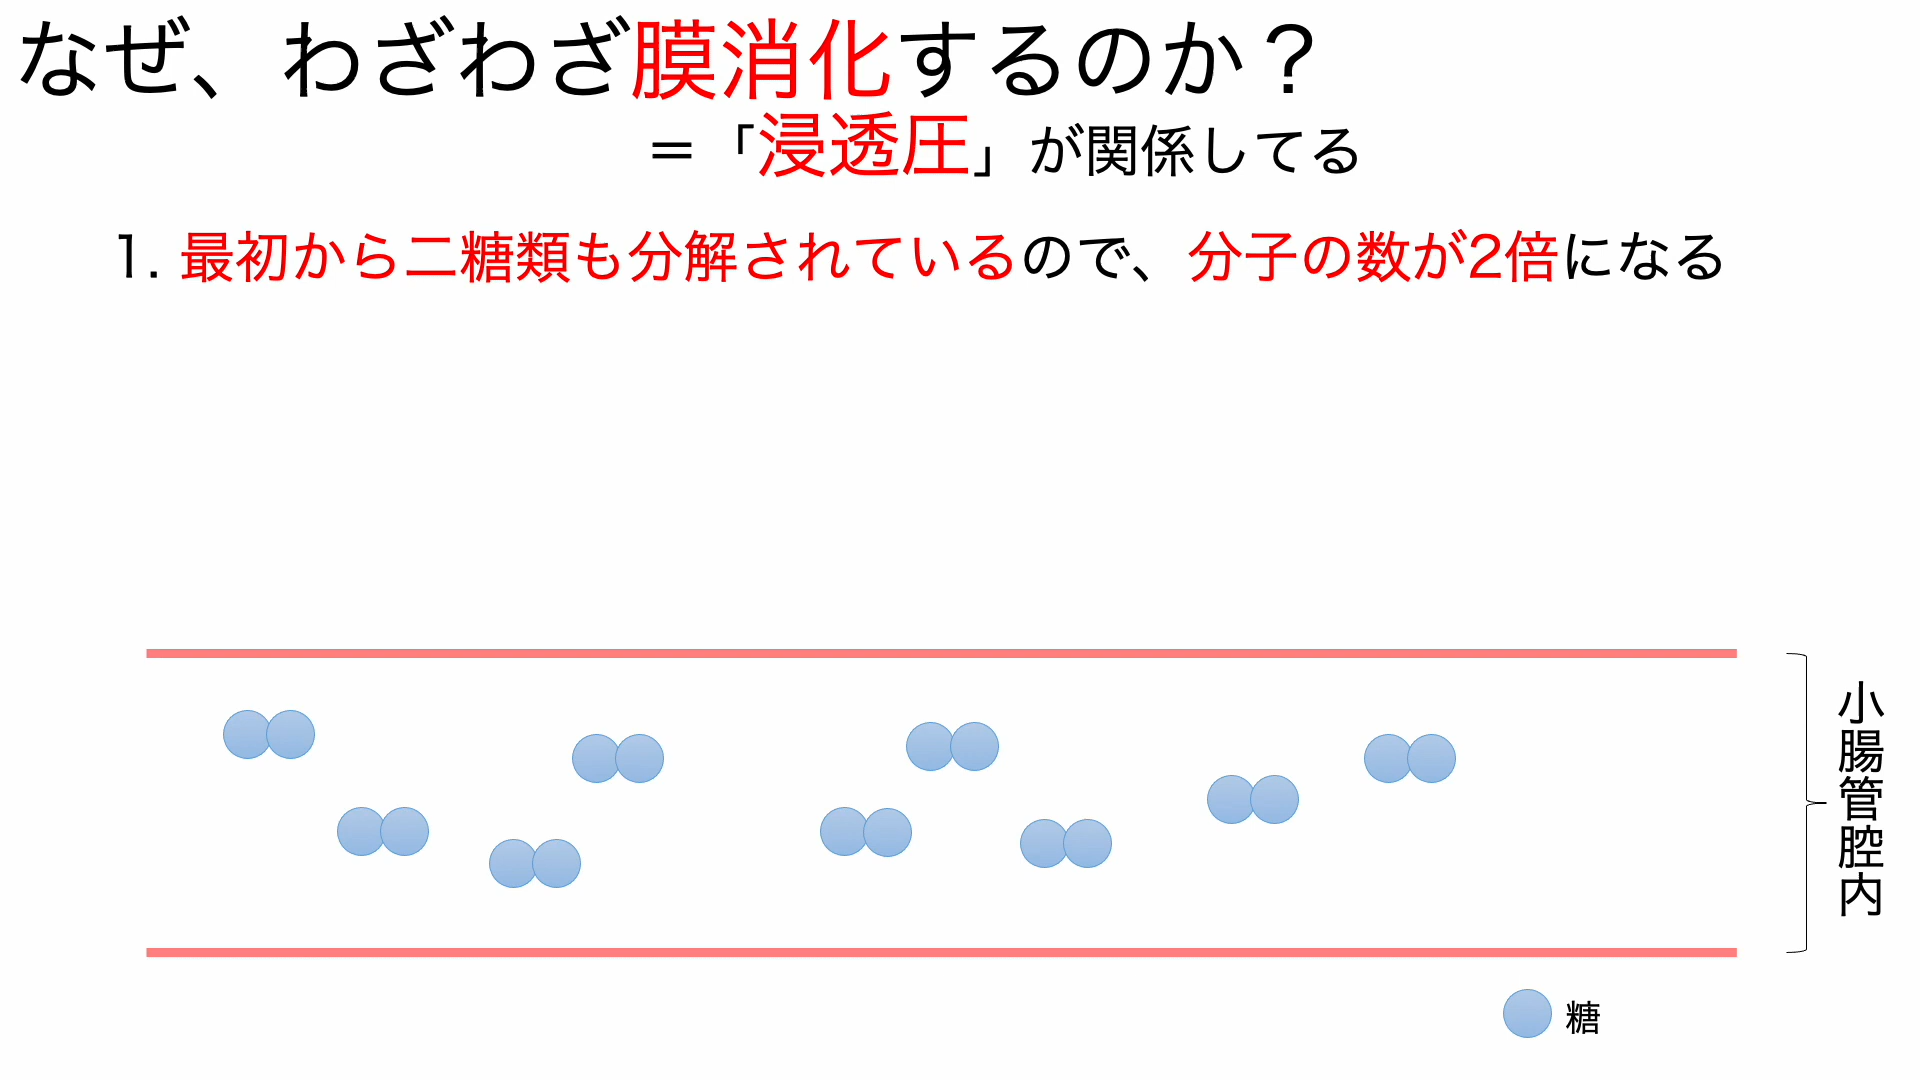 なぜ、わざわざ膜消化するのか？
＝「浸透圧」が関係してる
1. 最初から二糖類も分解されているので、分子の数が2倍になる
小腸管腔内
糖